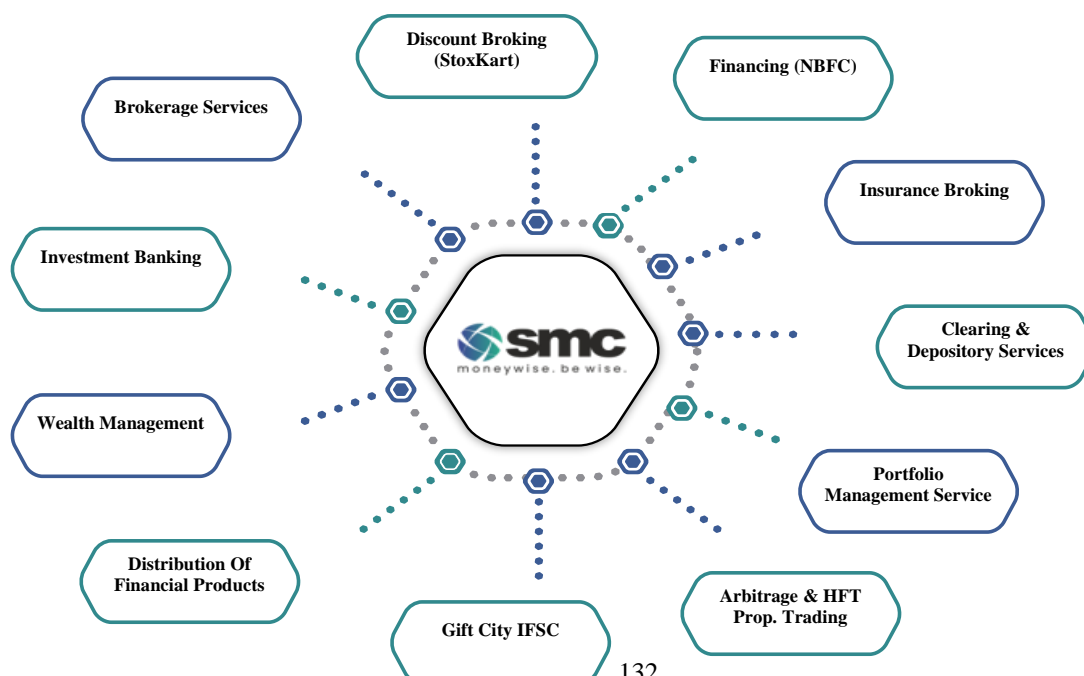 Discount Broking
(StoxKart)
Financing (NBFC)
Brokerage Services
Insurance Broking
Investment Banking
Clearing &
Depository Services
smc
moneywise. be wise.
Wealth Management
Portfolio
Management Service
Distribution Of
Financial Products
Arbitrage & HFT
Prop. Trading
Gift City IFSC
132